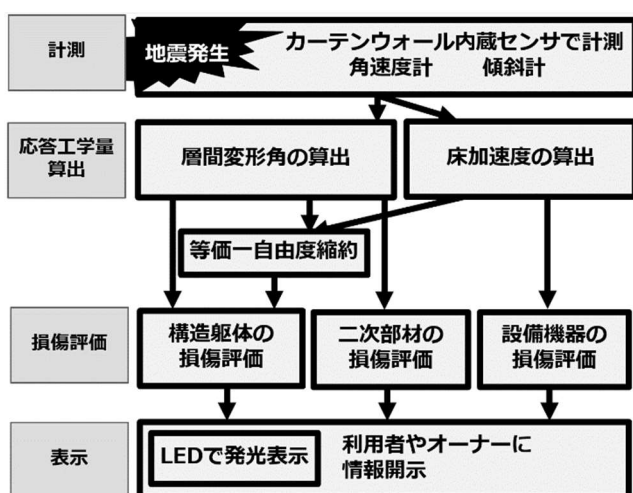 計測
地震発生
カーテンウォール内蔵センサで計測
角速度計 傾斜計
応答工学量
算出
層間変形角の算出
床加速度の算出
等価一自由度縮約
損傷評価
構造躯体の
損傷評価
二次部材の
損傷評価
設備機器の
損傷評価
表示
LEDで発光表示
利用者やオーナーに
情報開示